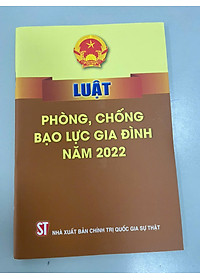 LUẬT
PHÒNG, CHỐNG
BẠO LỰC GIA ĐÌNH
NĂM 2022
ST NHÀ XUẤT BẢN CHÍNH TRỊ QUỐC GIA SỰ THẬT